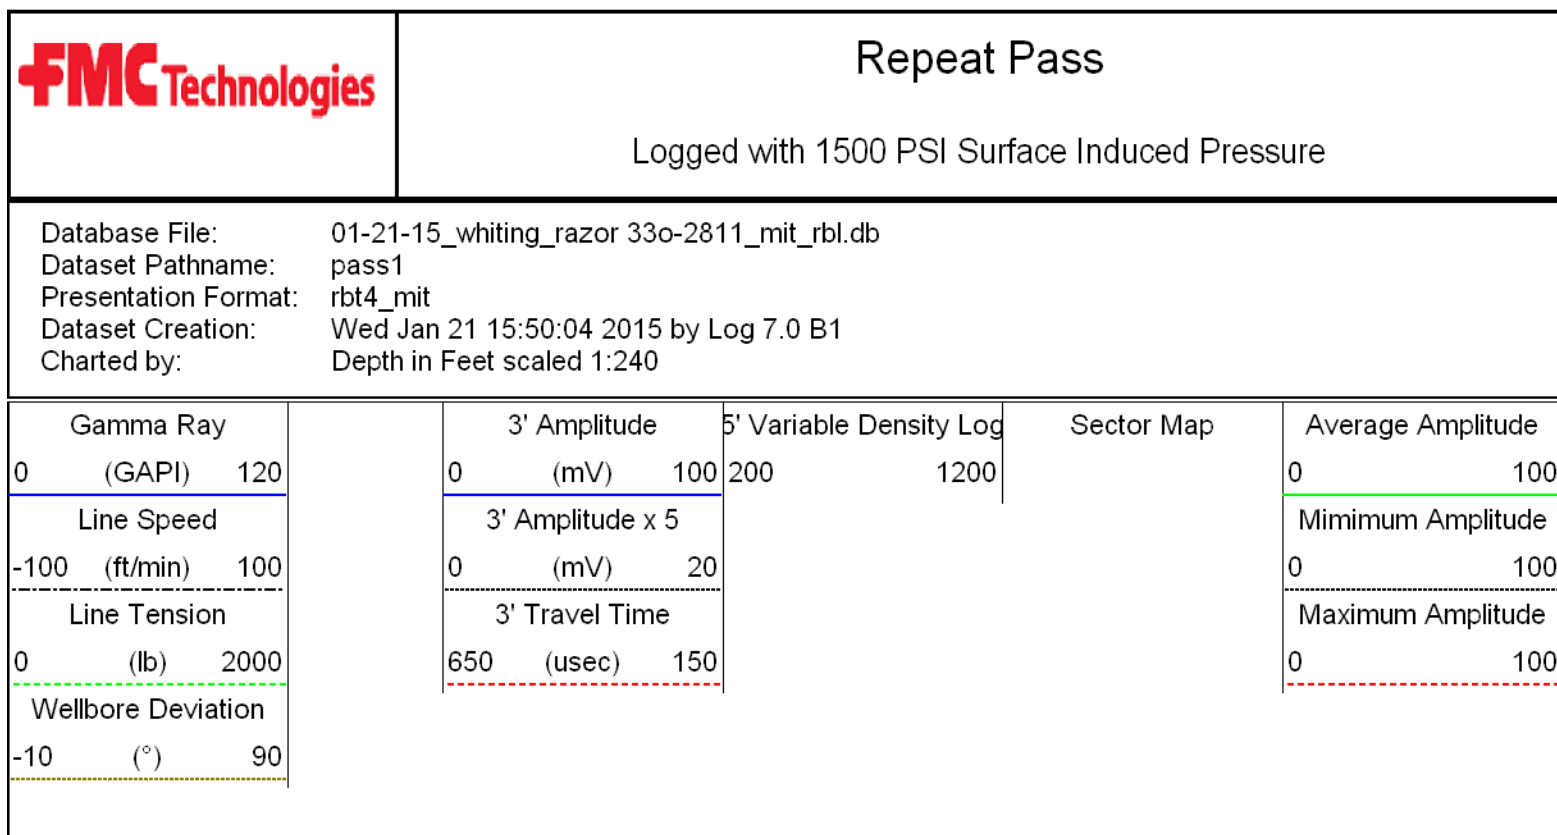 FMC Technologies
Repeat Pass
Logged with 1500 PSI Surface Induced Pressure
Database File: 01-21-15_whiting_razor 33o-2811_mit_rbl.db
Dataset Pathname: pass1
Presentation Format: rbt4_mit
Dataset Creation: Wed Jan 21 15:50:04 2015 by Log 7.0 B1
Charted by: Depth in Feet scaled 1:240
Gamma Ray
0 (GAPI) 120
Line Speed
-100 (ft/min) 100
Line Tension
0 (lb) 2000
Wellbore Deviation
-10 (°) 90
3' Amplitude
0 (mV) 100
3' Amplitude x 5
0 (mV) 20
3' Travel Time
650 (usec) 150
5' Variable Density Log
200 1200
Sector Map
Average Amplitude
0 100
Mimimum Amplitude
0 100
Maximum Amplitude
0 100